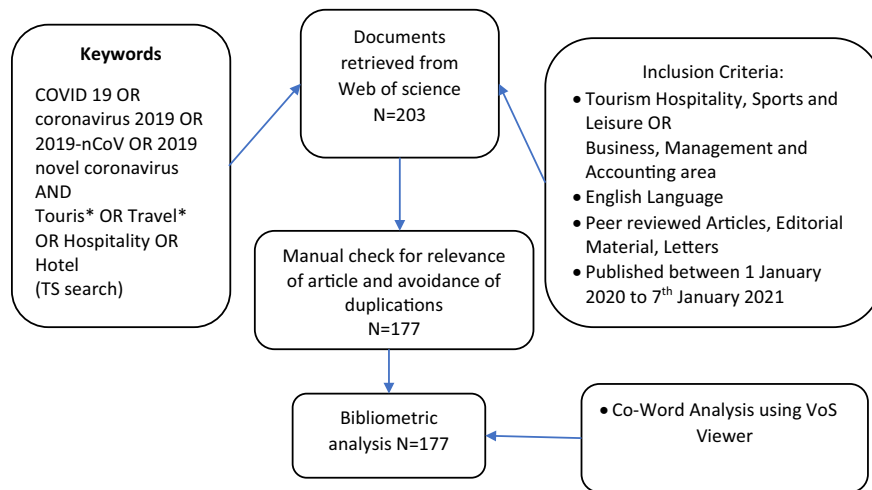 Keywords
COVID 19 OR
coronavirus 2019 OR
2019-nCoV OR 2019
novel coronavirus
AND
Touris* OR Travel*
OR Hospitality OR
Hotel
(TS search)
Documents
retrieved from
Web of science
N=203
Inclusion Criteria:
• Tourism Hospitality, Sports and
Leisure OR
Business, Management and
Accounting area
• English Language
• Peer reviewed Articles, Editorial
Material, Letters
• Published between 1 January
2020 to 7th January 2021
Manual check for relevance
of article and avoidance of
duplications
N=177
Bibliometric
analysis N=177
• Co-Word Analysis using VoS
Viewer